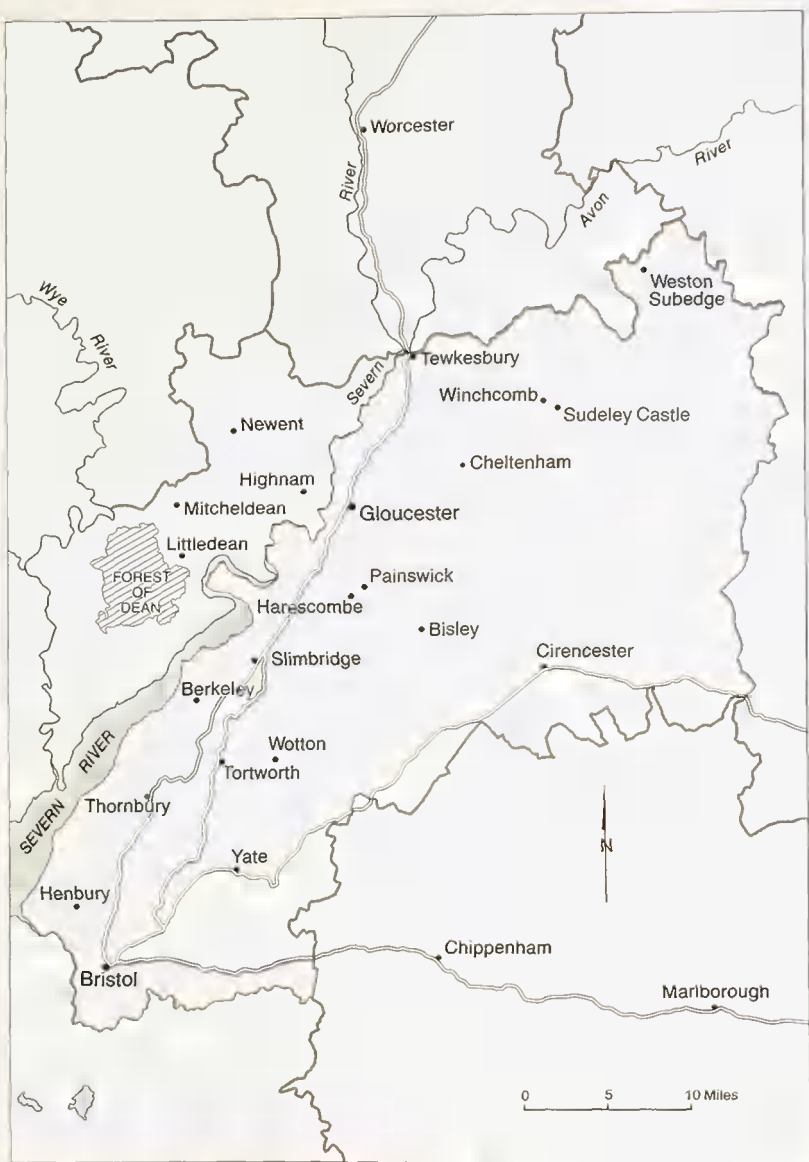 Worcester
River
River
Avon
Weston
Subedge
Wye
River
Tewkesbury
Severn
Winchcomb
Sudeley Castle
Newent
Cheltenham
Highnam
Mitcheldean
Gloucester
Littledean
FOREST
OF
DEAN
Painswick
Harescombe
Bisley
Cirencester
Slimbridge
Berkeley
Wotton
Tortworth
SEVERN RIVER
Thornbury
N
Yate
Henbury
Chippenham
Bristol
Marlborough
0 5 10 Miles